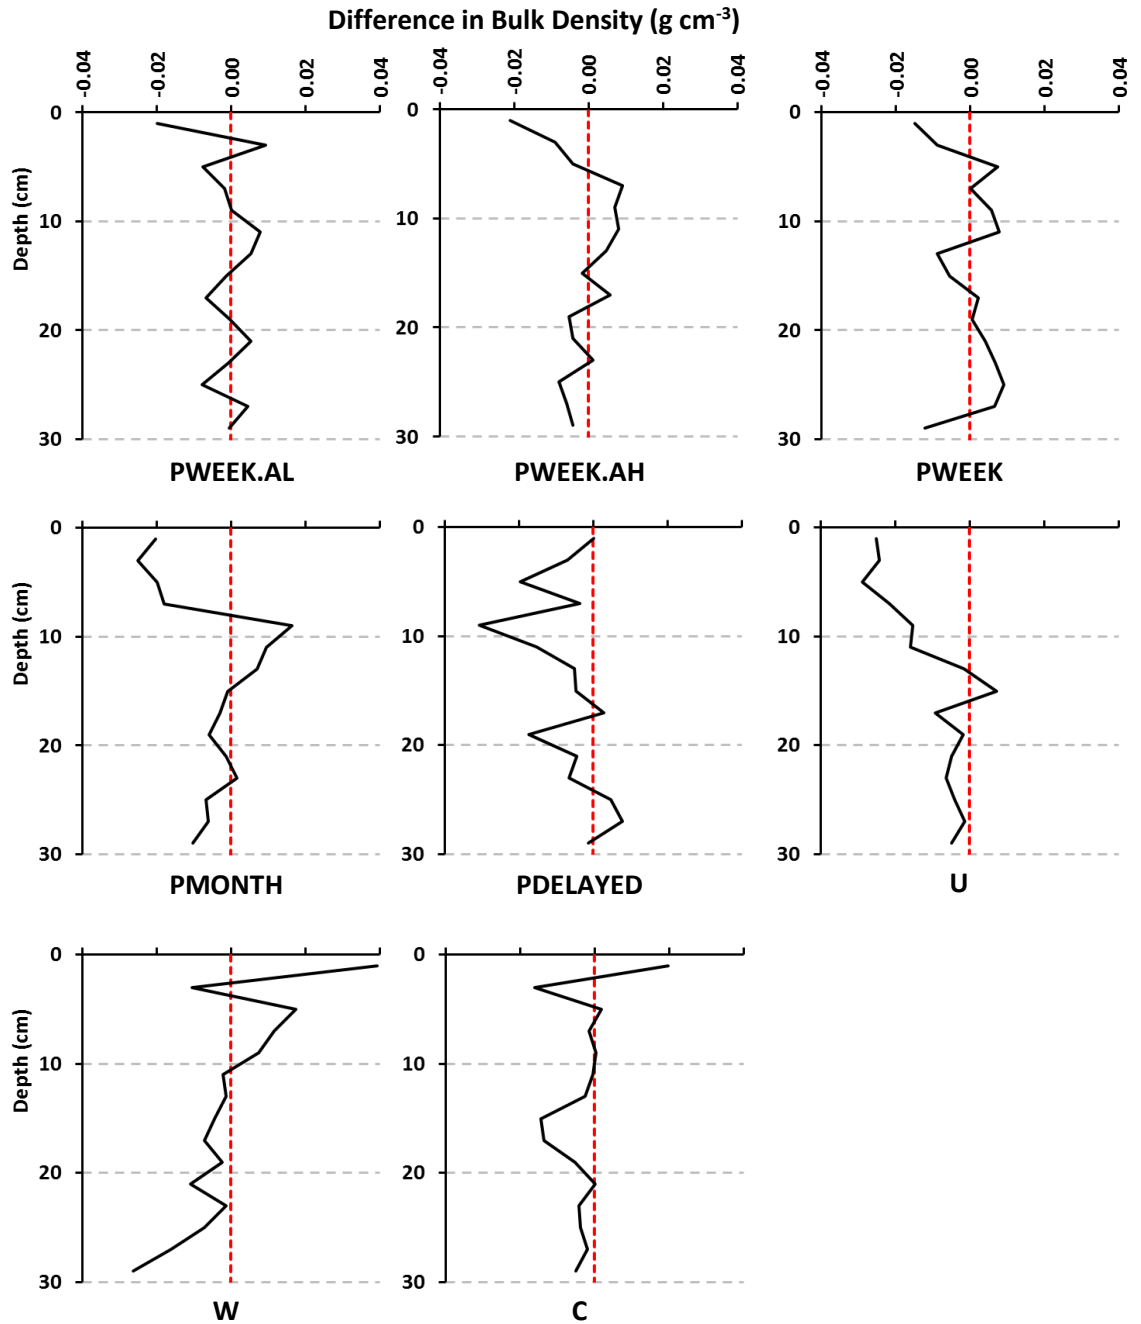 Difference in Bulk Density (g cm-3)
-0.04 -0.02 0.00 0.02 0.04 -0.04 -0.02 0.00 0.02 0.04 -0.04 -0.02 0.00 0.02 0.04
Depth (cm)
0 0 0
10 10 10
20 20 20
30 30 30
PWEEK.AL PWEEK.AH PWEEK
Depth (cm)
0 0 0
10 10 10
20 20 20
30 30 30
PMONTH PDELAYED U
Depth (cm)
0 0
10 10
20 20
30 30
W C